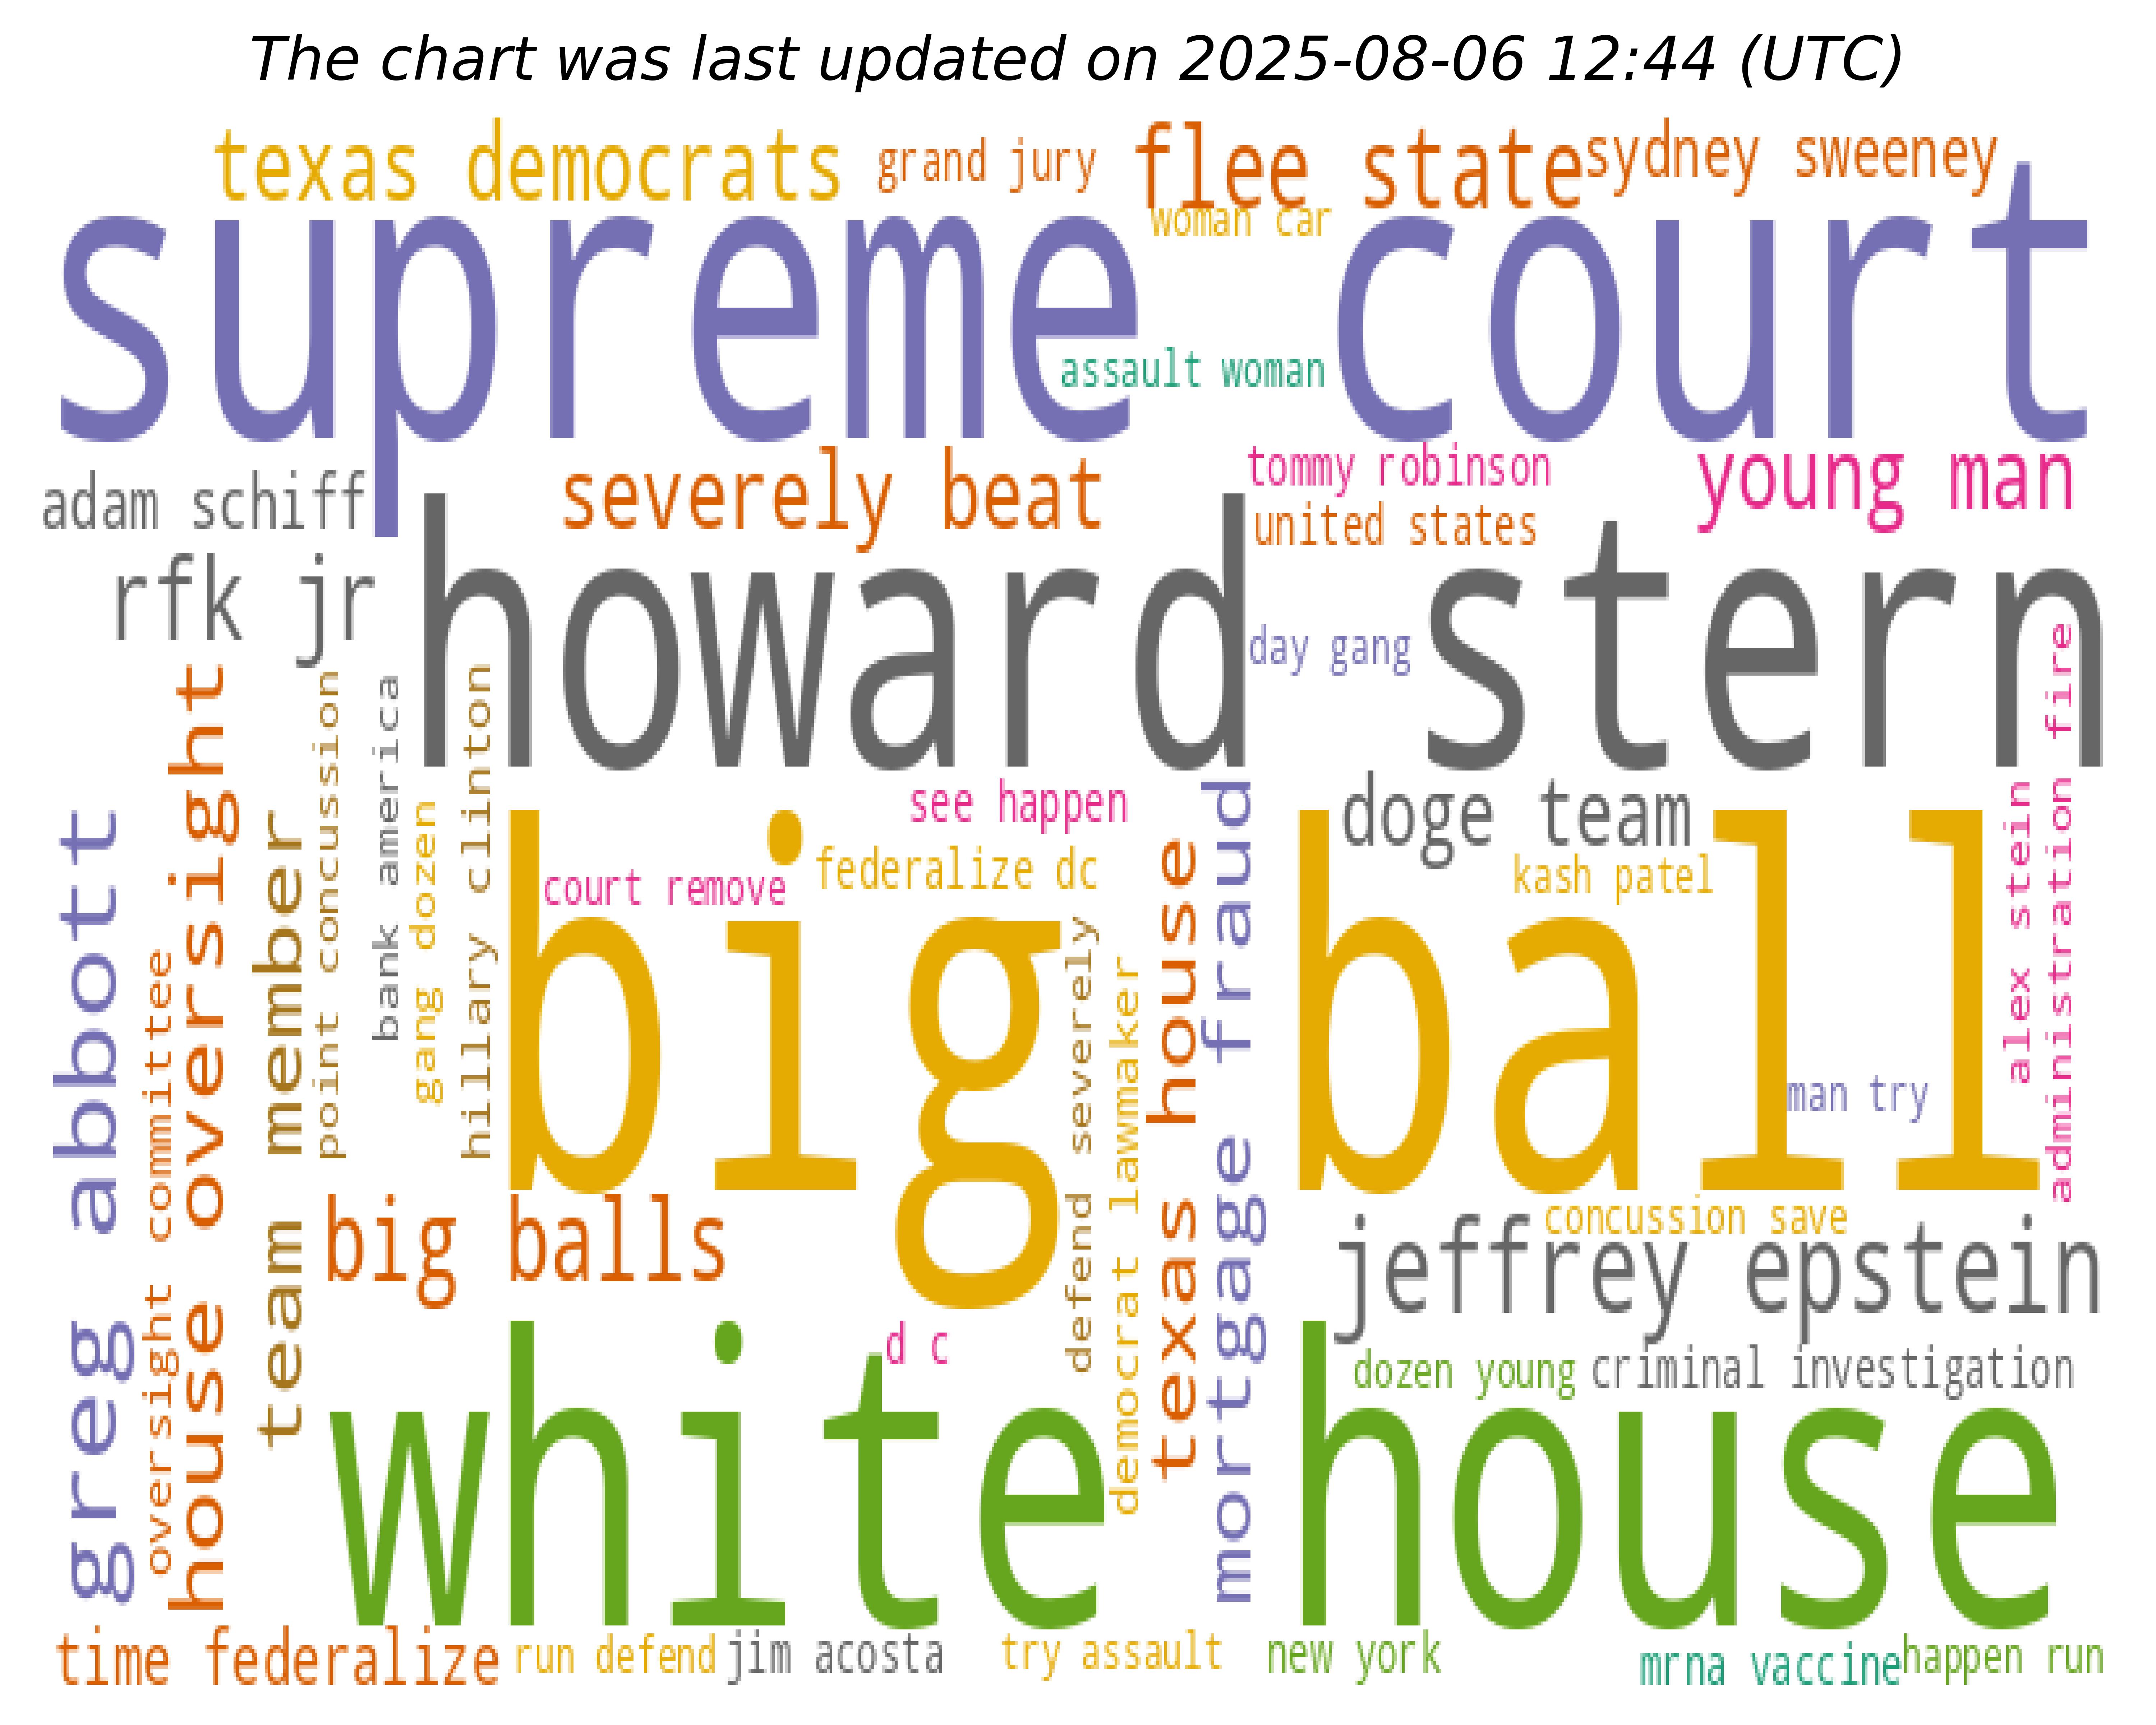 The chart was last updated on 2025-08-06 12:44 (UTC)
texas democrats
grand jury
flee state
sydney sweeney
woman car
supreme court
assault woman
adam schiff
severely beat
tommy robinson
young man
united states
rfk jr
howard stern
day gang
administration fire
house oversight
point concussion
bank america
hillary clinton
see happen
doge team
mortgage fraud
alex stein
greg abbott
team member
gang dozen
court remove
federalize dc
texas house
kash patel
big ball
defend severely
democrat lawmaker
oversight committee
man try
big balls
concussion save
jeffrey epstein
d c
dozen young
criminal investigation
white house
time federalize
run defend
jim acosta
try assault
new york
mrna vaccine
happen run